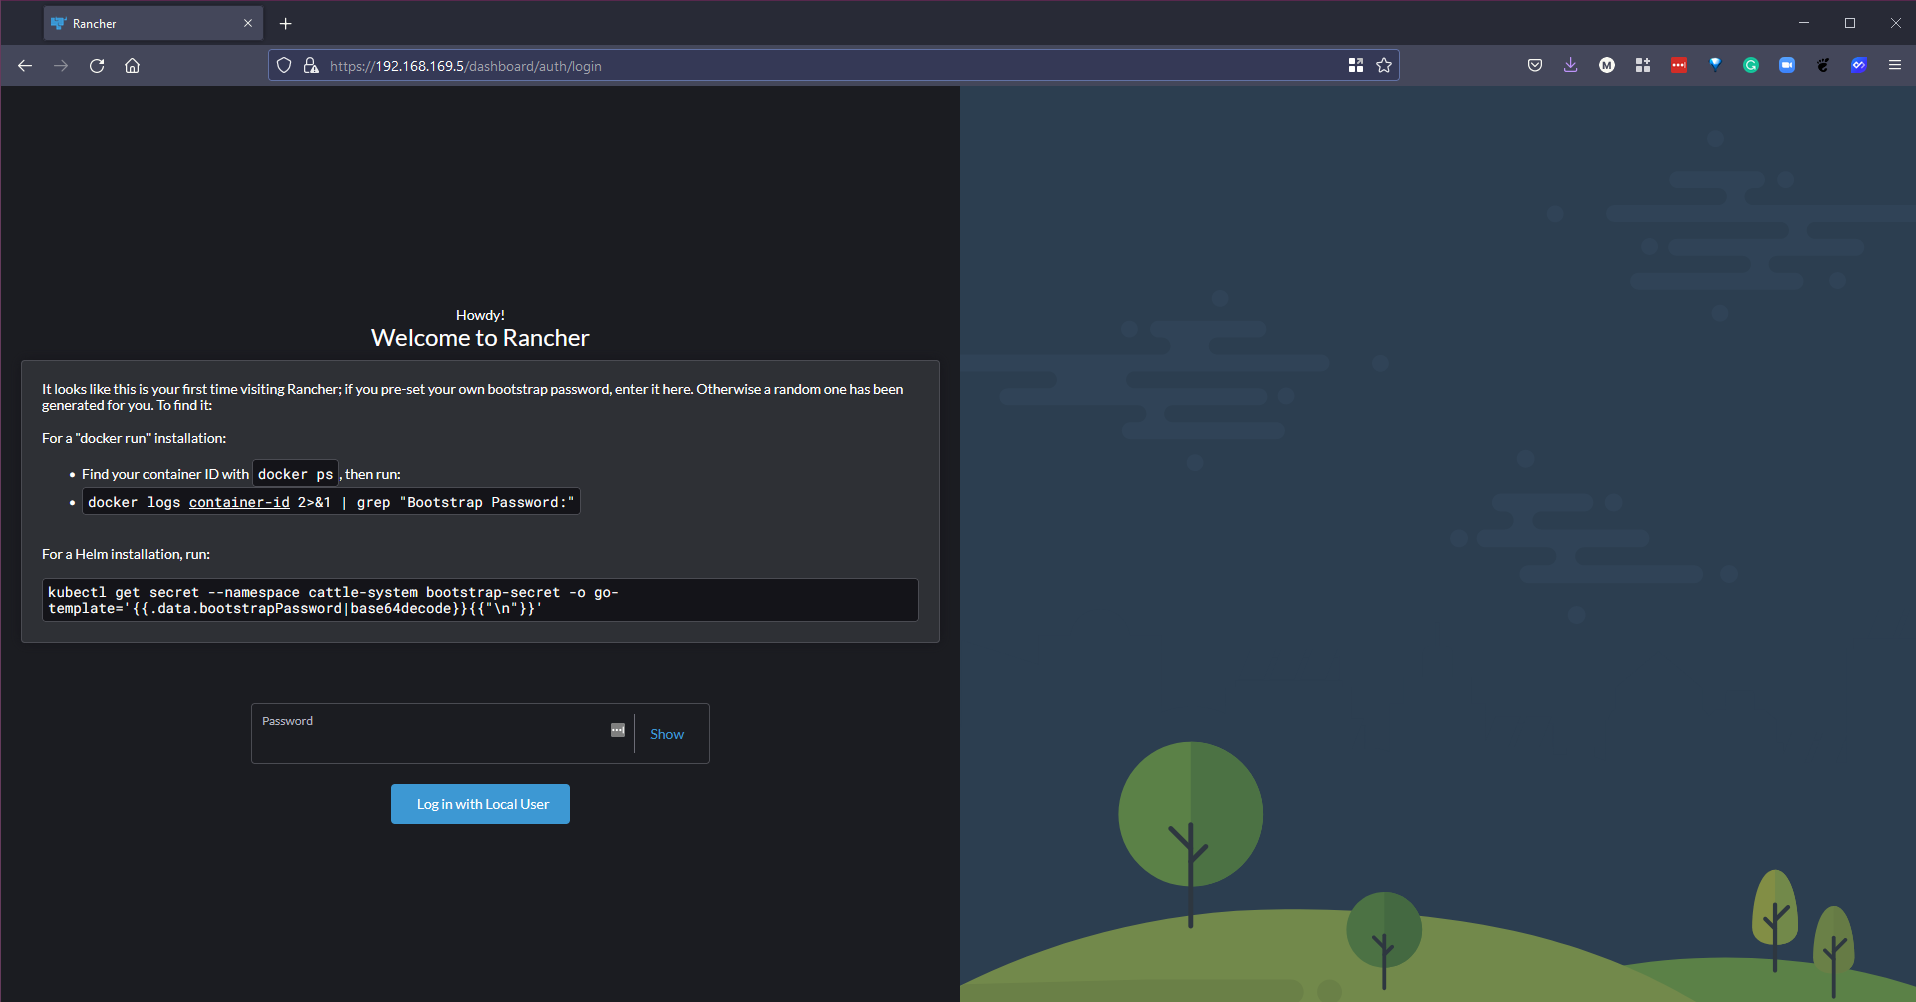 Rancher
https://192.168.169.5/dashboard/auth/login
Howdy!
Welcome to Rancher
It looks like this is your first time visiting Rancher; if you pre-set your own bootstrap password, enter it here. Otherwise a random one has been
generated for you. To find it:
For a "docker run" installation:
• Find your container ID with docker ps, then run:
• docker logs container-id 2>&1 | grep "Bootstrap Password:"
For a Helm installation, run:
kubectl get secret --namespace cattle-system bootstrap-secret -o go-
template='{{.data.bootstrapPassword|base64decode}}{{"\n"}}'
Password
Show
Log in with Local User